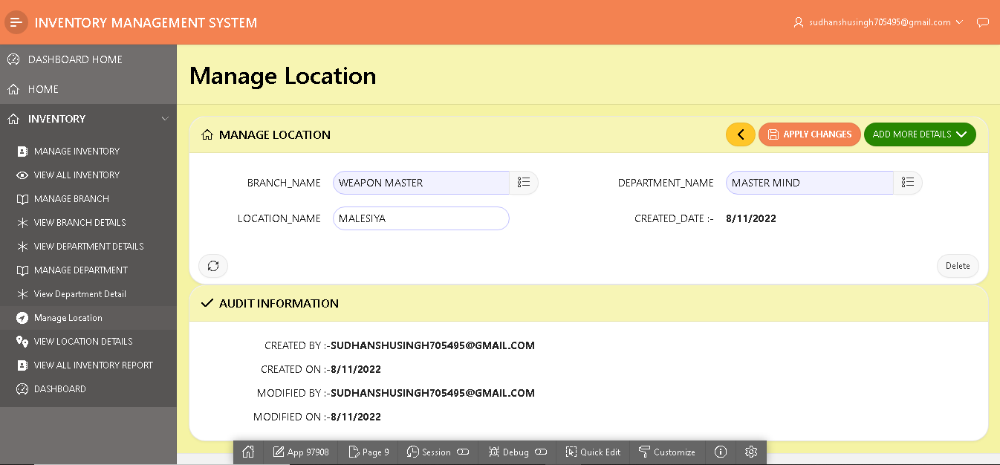 INVENTORY MANAGEMENT SYSTEM
sudhanshusingh705495@gmail.com
DASHBOARD HOME
HOME
INVENTORY
MANAGE INVENTORY
VIEW ALL INVENTORY
MANAGE BRANCH
VIEW BRANCH DETAILS
VIEW DEPARTMENT DETAILS
MANAGE DEPARTMENT
View Department Detail
Manage Location
VIEW LOCATION DETAILS
VIEW ALL INVENTORY REPORT
DASHBOARD
Manage Location
MANAGE LOCATION
APPLY CHANGES
ADD MORE DETAILS
BRANCH_NAME WEAPON MASTER
DEPARTMENT_NAME MASTER MIND
LOCATION_NAME MALESIYA
CREATED_DATE :- 8/11/2022
Delete
AUDIT INFORMATION
CREATED BY :-SUDHANSHUSINGH705495@GMAIL.COM
CREATED ON :-8/11/2022
MODIFIED BY :-SUDHANSHUSINGH705495@GMAIL.COM
MODIFIED ON :-8/11/2022
App 97908 Page 9 Session Debug Quick Edit Customize